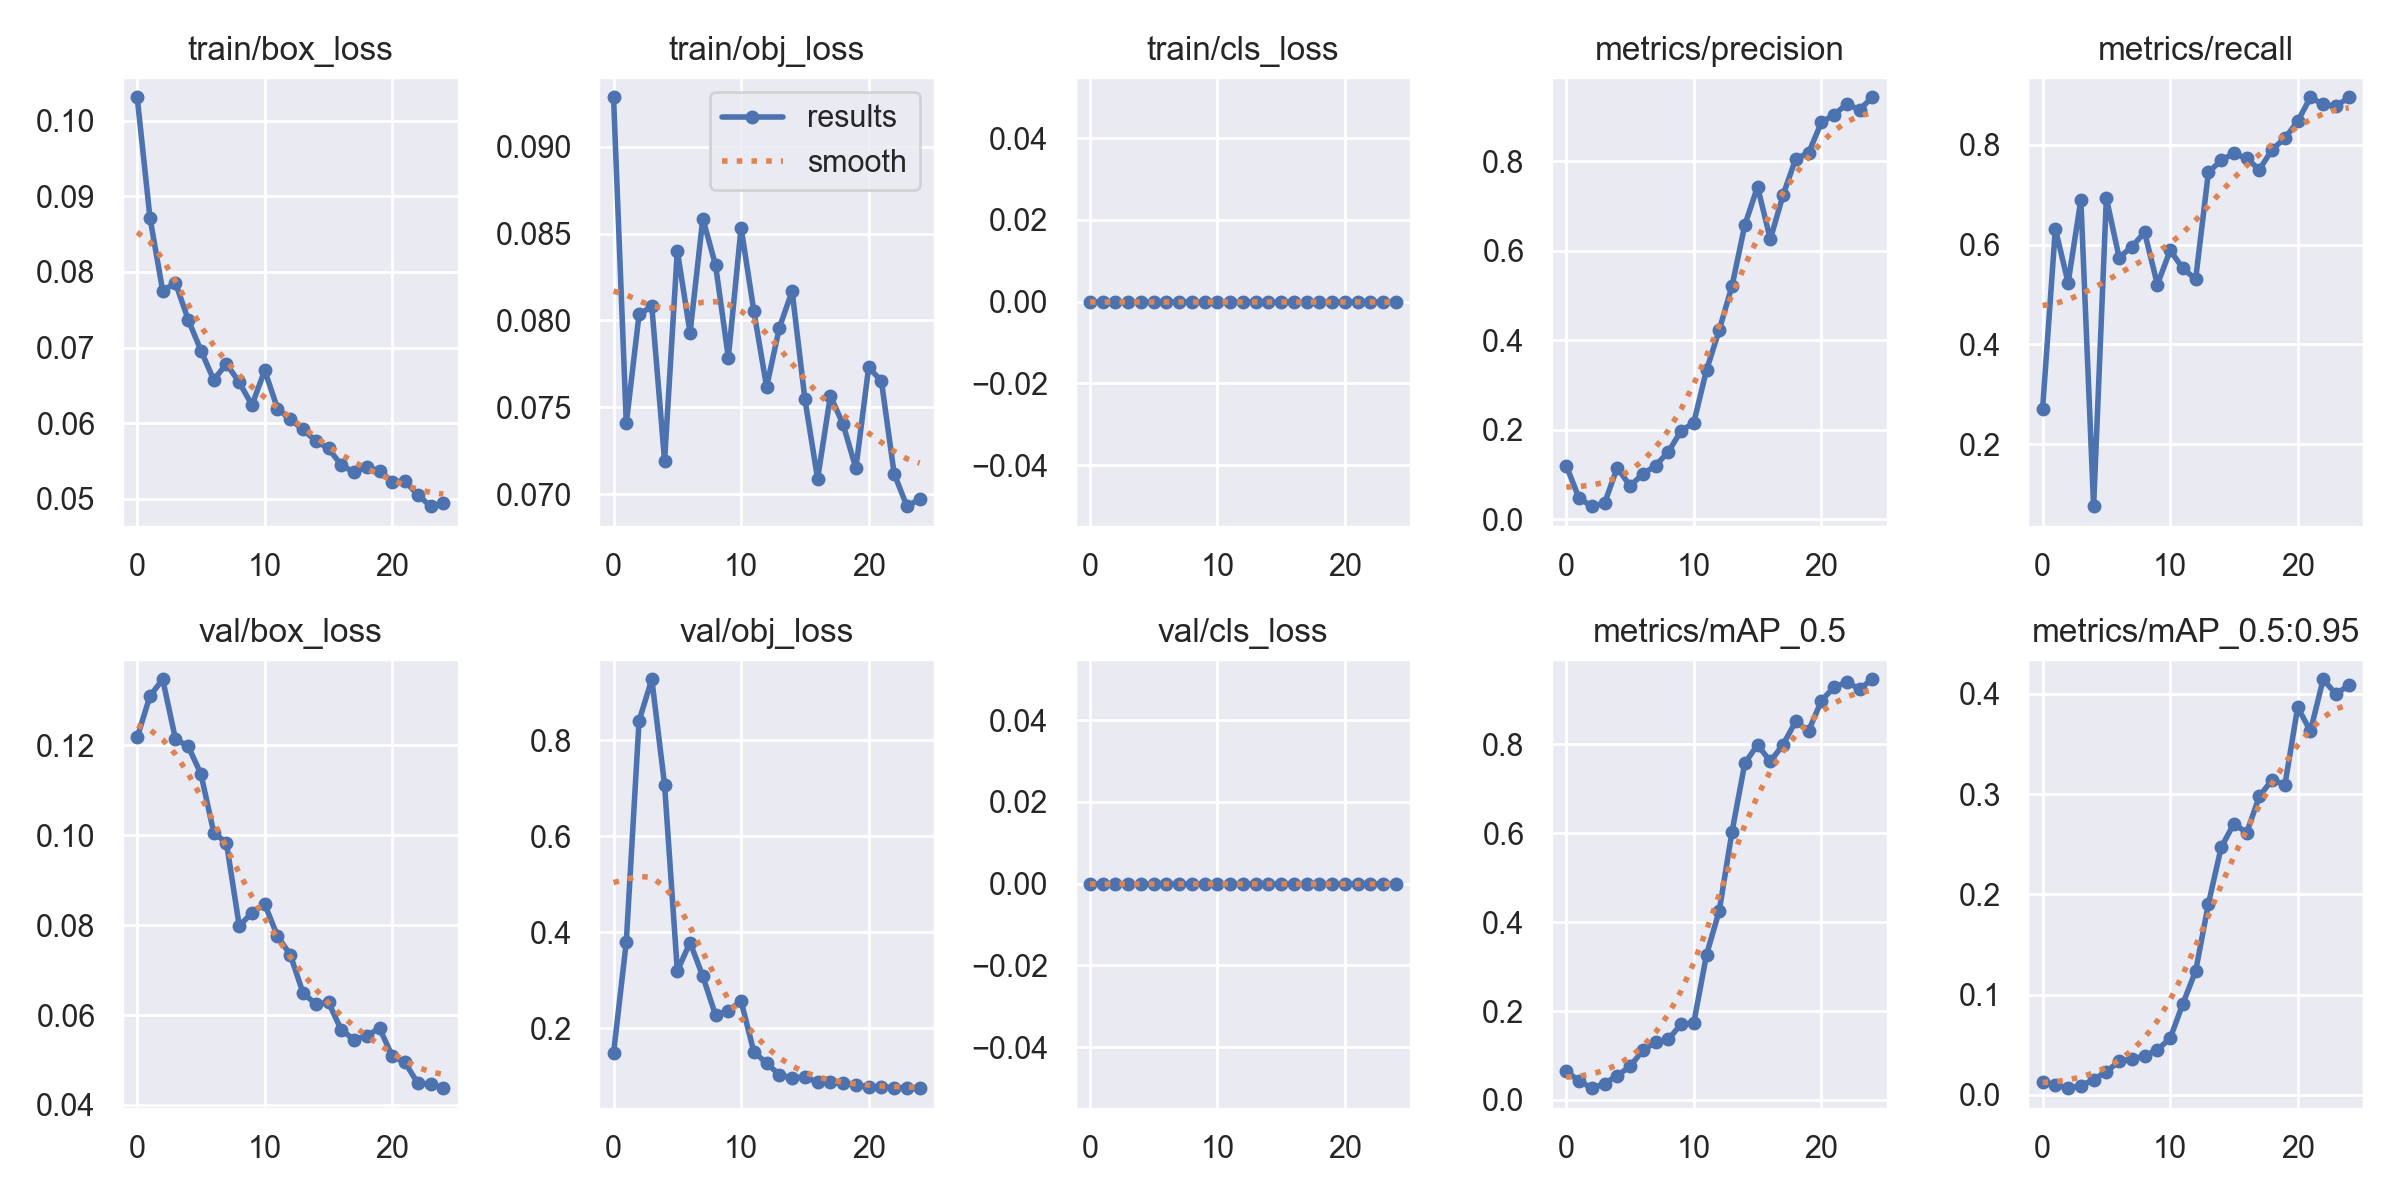 train/box_loss
0.10
0.09
0.08
0.07
0.06
0.05
0 10 20
train/obj_loss
results
smooth
0.090
0.085
0.080
0.075
0.070
0 10 20
train/cls_loss
0.04
0.02
0.00
−0.02
−0.04
0 10 20
metrics/precision
0.8
0.6
0.4
0.2
0.0
0 10 20
metrics/recall
0.8
0.6
0.4
0.2
0 10 20
val/box_loss
0.12
0.10
0.08
0.06
0.04
0 10 20
val/obj_loss
0.8
0.6
0.4
0.2
0 10 20
val/cls_loss
0.04
0.02
0.00
−0.02
−0.04
0 10 20
metrics/mAP_0.5
0.8
0.6
0.4
0.2
0.0
0 10 20
metrics/mAP_0.5:0.95
0.4
0.3
0.2
0.1
0.0
0 10 20